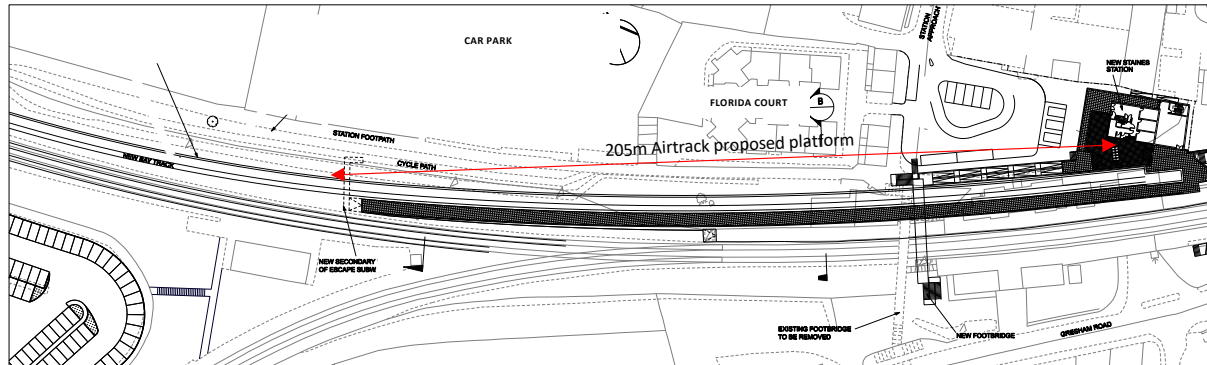 CAR PARK
STATION
APPROACH
NEW STAINES
STATION
FLORIDA COURT
B
STATION FOOTPATH
205m Airtrack proposed platform
NEW BAY TRACK
CYCLE PATH
NEW SECONDARY
OF ESCAPE SUBW
EXISTING FOOTBRIDGE
TO BE REMOVED
NEW FOOTBRIDGE
GRESHAM ROAD